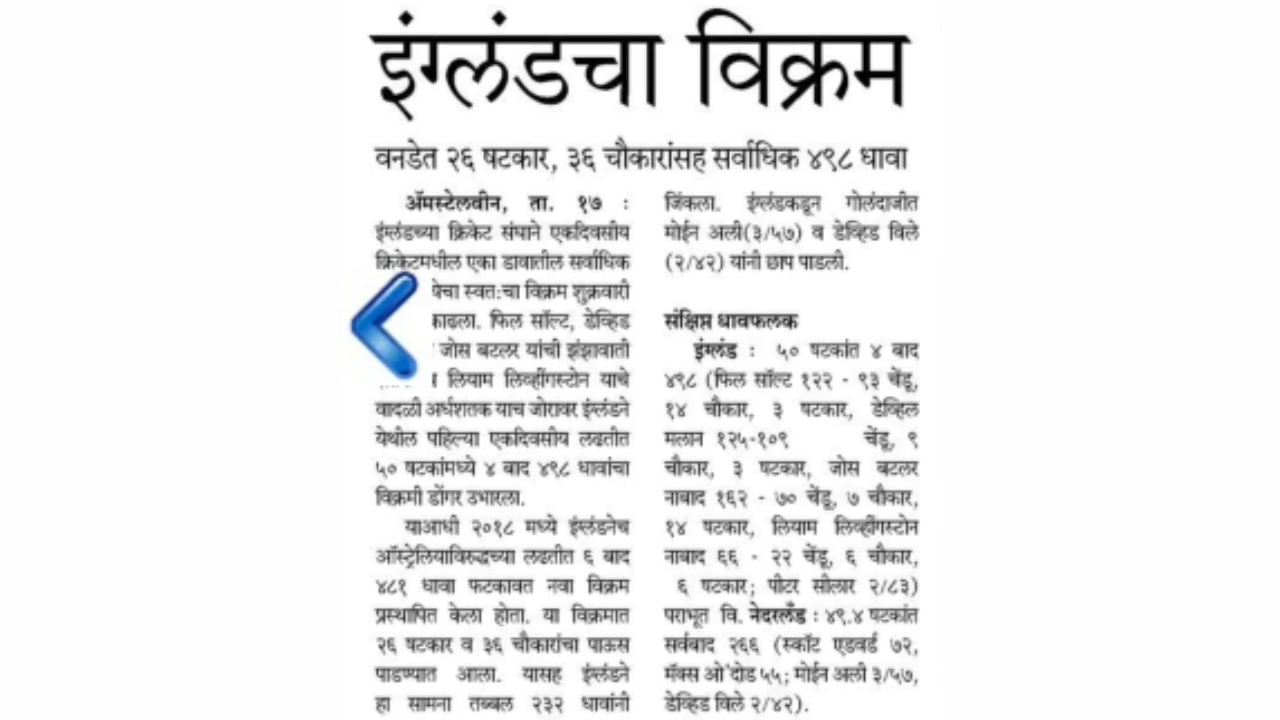 इंग्लंडचा विक्रम
वनडेत २६ षटकार, ३६ चौकारांसह सर्वाधिक ४९८ धावा
ॲमस्टेलवीन, ता. १७ :
इंग्लंडच्या क्रिकेट संघाने एकदिवसीय
क्रिकेटमधील एका डावातील सर्वाधिक
स्वत:चा विक्रम शुक्रवारी
फिल सॉल्ट, डेव्हिड
जोस बटलर यांची झंझावाती
लियाम लिव्हींगस्टोन याचे
वादळी अर्धशतक याच जोरावर इंग्लंडने
येथील पहिल्या एकदिवसीय लढतीत
५० षटकांमध्ये ४ बाद ४९८ धावांचा
विक्रमी डोंगर उभारला.
याआधी २०१८ मध्ये इंग्लंडनेच
ऑस्ट्रेलियाविरुद्धच्या लढतीत ६ बाद
४८१ धावा फटकावत नवा विक्रम
प्रस्थापित केला होता. या विक्रमात
२६ षटकार व ३६ चौकारांचा पाऊस
पाडण्यात आला. यासह इंग्लंडने
हा सामना तब्बल २३२ धावांनी
जिंकला. इंग्लंडकडून गोलंदाजीत
मोईन अली(३/५७) व डेव्हिड विले
(२/४२) यांनी छाप पाडली.
संक्षिप्त धावफलक
इंग्लंड : ५० षटकांत ४ बाद
४९८ (फिल सॉल्ट १२२ - ९३ चेंडू,
१४ चौकार, ३ षटकार, डेव्हिल
मलान १२५-१०९ चेंडू, ९
चौकार, ३ षटकार, जोस बटलर
नाबाद १६२ - ७० चेंडू, ७ चौकार,
१४ षटकार, लियाम लिव्हींगस्टोन
नाबाद ६६ - २२ चेंडू, ६ चौकार,
६ षटकार; पीटर सीलार २/८३)
पराभूत वि. नेदरलँड : ४९.४ षटकांत
सर्वबाद २६६ (स्कॉट एडवर्ड ७२,
मॅक्स ओ'दोड ५५; मोईन अली ३/५७,
डेव्हिड विले २/४२).